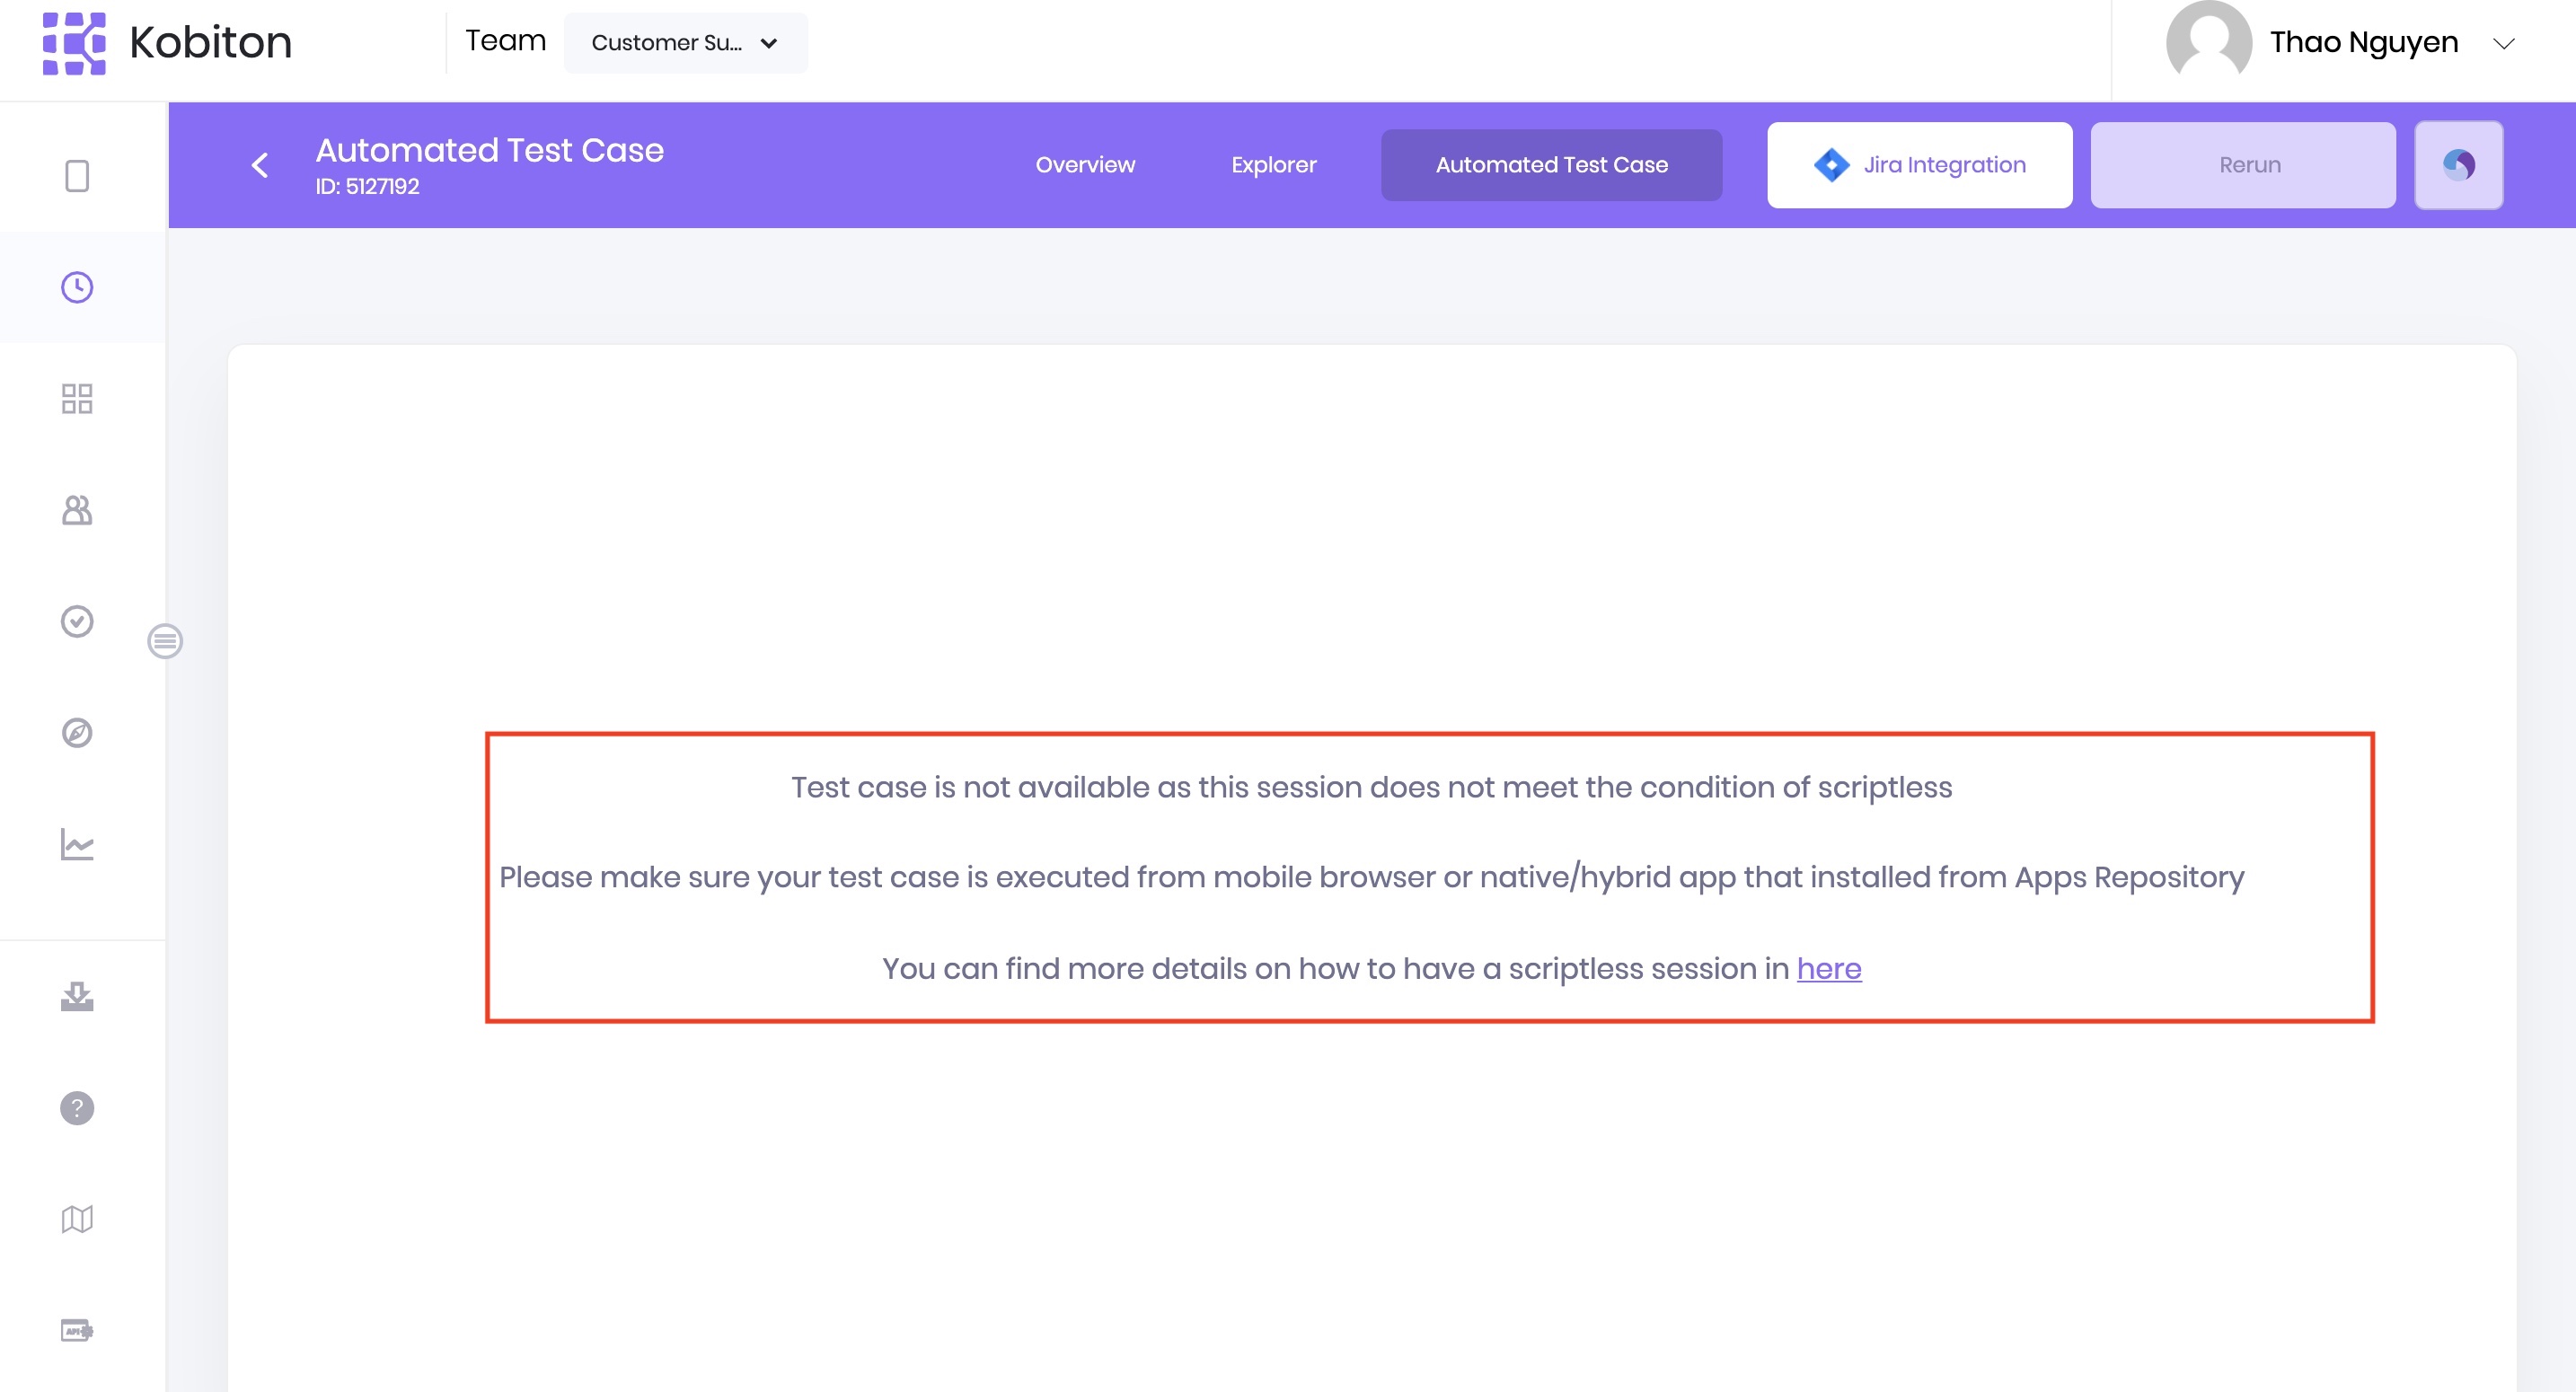 Kobiton
Team
Customer Su...
Thao Nguyen
Automated Test Case
ID: 5127192
Overview
Explorer
Automated Test Case
Jira Integration
Rerun
Test case is not available as this session does not meet the condition of scriptless
Please make sure your test case is executed from mobile browser or native/hybrid app that installed from Apps Repository
You can find more details on how to have a scriptless session in here
?
API